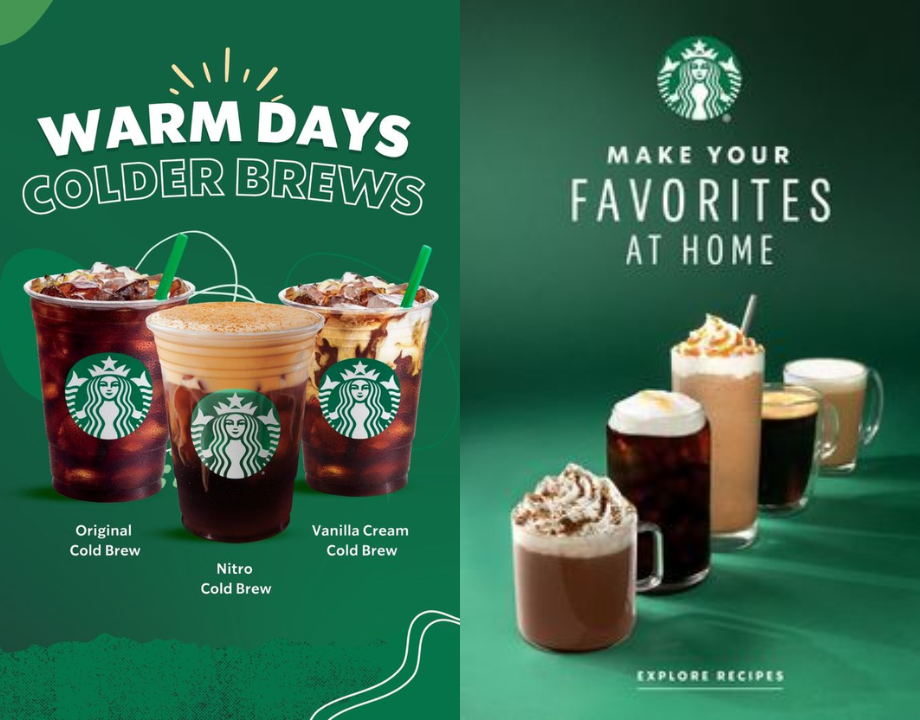 WARM DAYS
COLDER BREWS
Original
Cold Brew
Nitro
Cold Brew
Vanilla Cream
Cold Brew
MAKE YOUR
FAVORITES
AT HOME
EXPLORE RECIPES